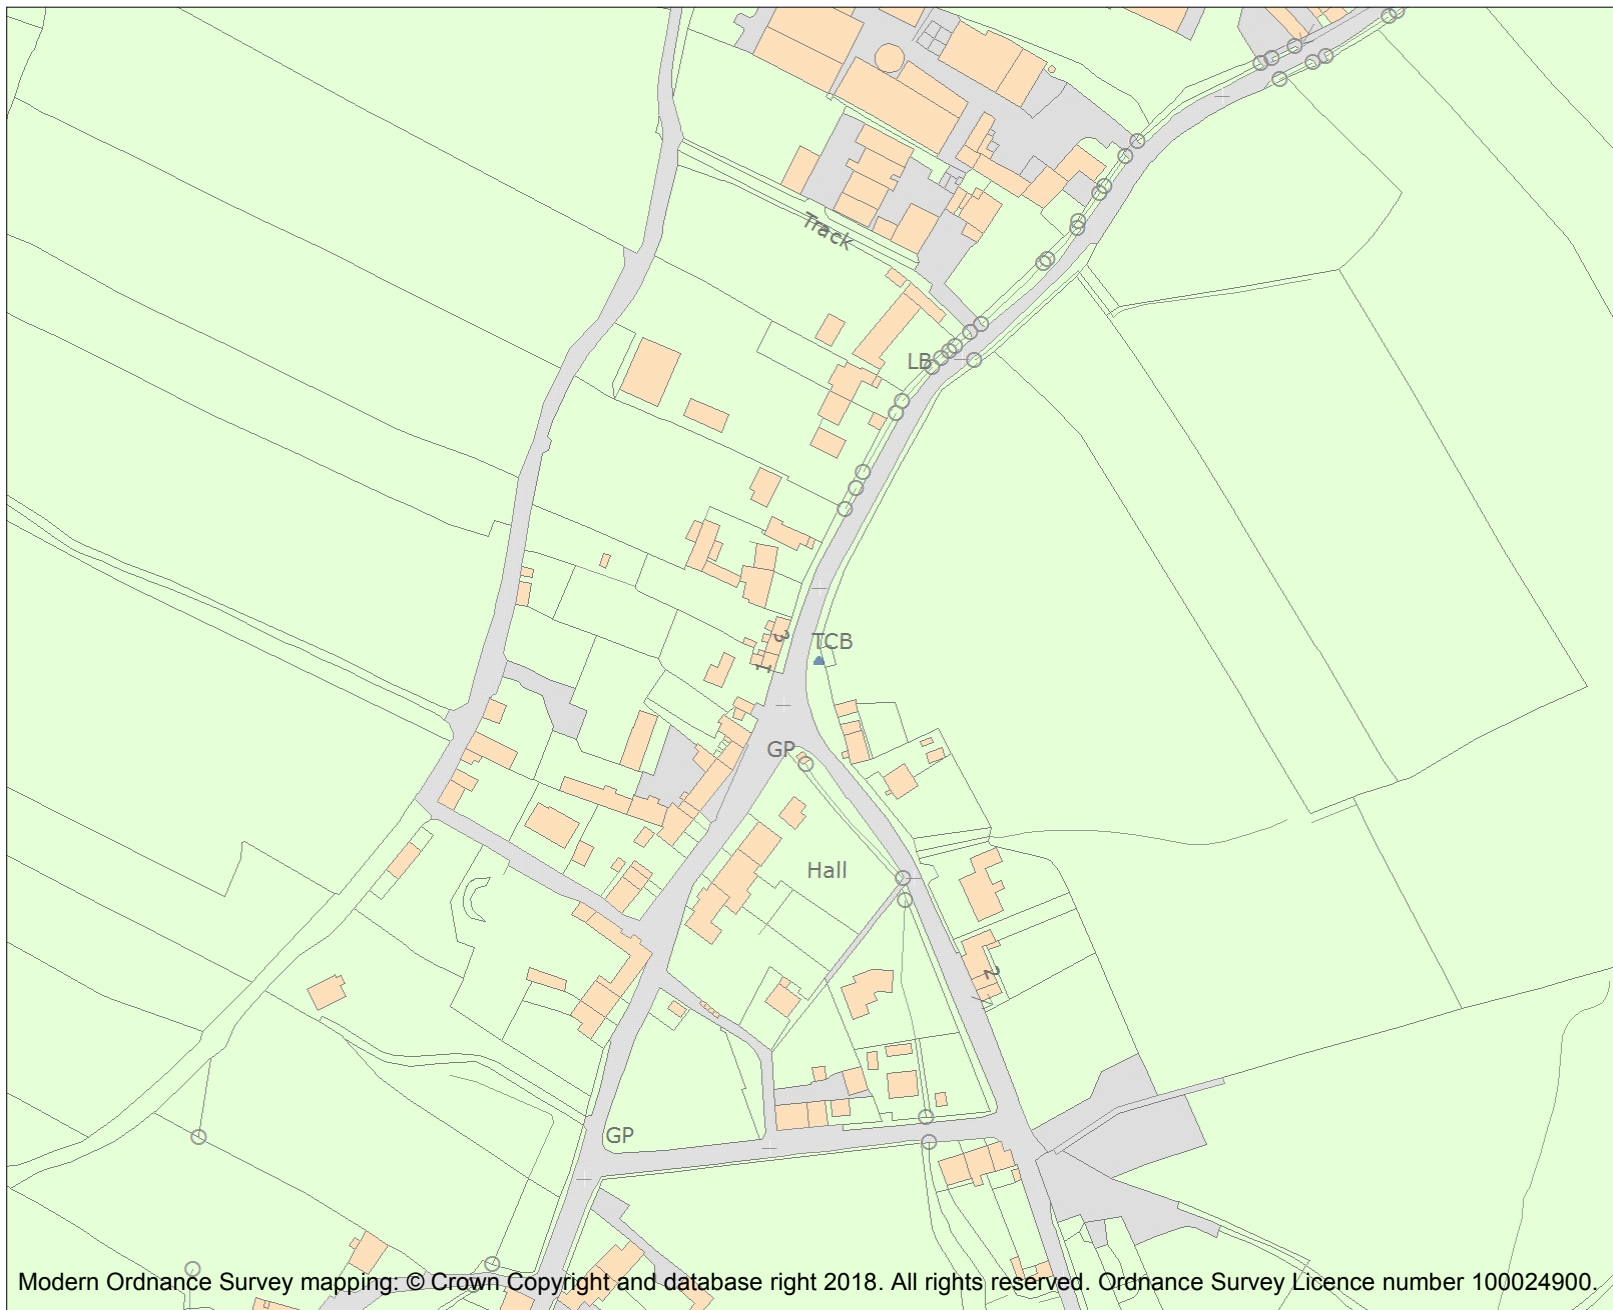 Track
LB
3
TCB
1
GP
Hall
2
GP
Modern Ordnance Survey mapping: © Crown Copyright and database right 2018. All rights reserved. Ordnance Survey Licence number 100024900.